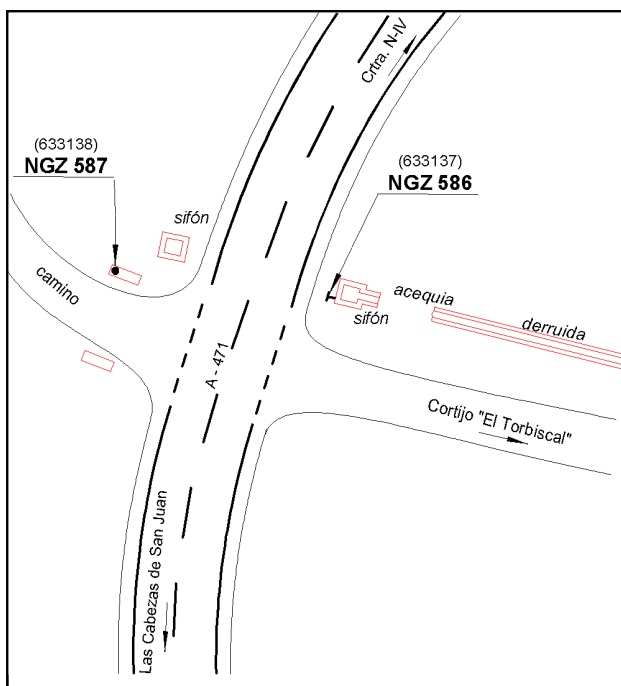 Crtra. N-IV
(633138)
NGZ 587
(633137)
NGZ 586
sifón
camino
acequia
sifón
derruida
A - 471
Cortijo "El Torbiscal"
Las Cabezas de San Juan